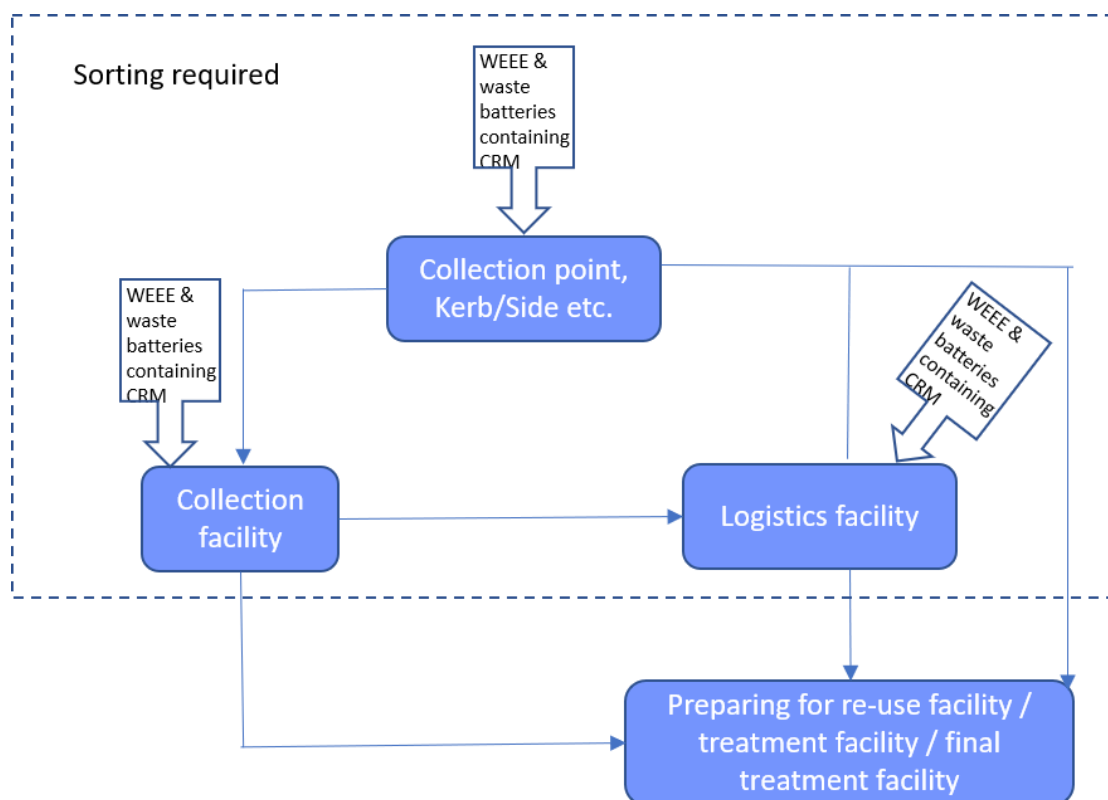 Sorting required
WEEE &
waste
batteries
containing
CRM
Collection point,
Kerb/Side etc.
WEEE &
waste
batteries
containing
CRM
WEEE &
waste
batteries
containing
CRM
Collection
facility
Logistics facility
Preparing for re-use facility /
treatment facility / final
treatment facility